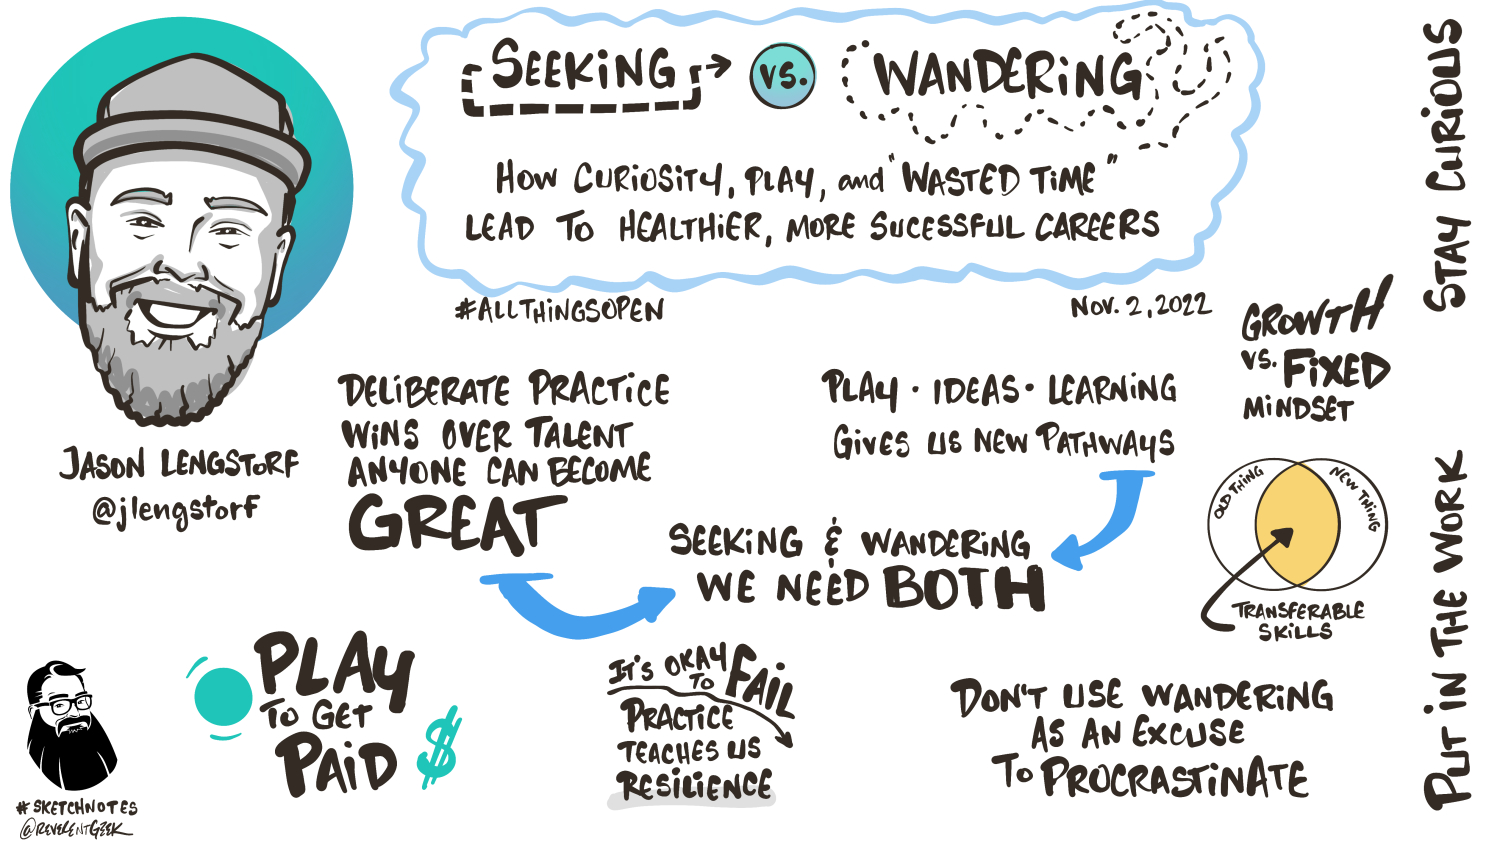 SEEKING VS. WANDERING
HOW CURIOSITY, PLAY, and "WASTED TIME"
LEAD TO HEALTHIER, MORE SUCESSFUL CAREERS
#ALLTHINGSOPEN
NOV. 2, 2022
JASON LENGSTORF
@jlengstorf
DELIBERATE PRACTICE
WINS OVER TALENT
ANYONE CAN BECOME
GREAT
PLAY · IDEAS · LEARNING
GIVES US NEW PATHWAYS
SEEKING & WANDERING
WE NEED BOTH
GROWTH
VS. FIXED
MINDSET
OLD THING
NEW THING
TRANSFERABLE
SKILLS
PLAY
TO GET
PAID
$
IT'S OKAY
TO FAIL
PRACTICE
TEACHES US
RESILIENCE
DON'T USE WANDERING
AS AN EXCUSE
TO PROCRASTINATE
STAY CURIOUS
PUT IN THE WORK
#SKETCHNOTES
@REVERENTGEEK